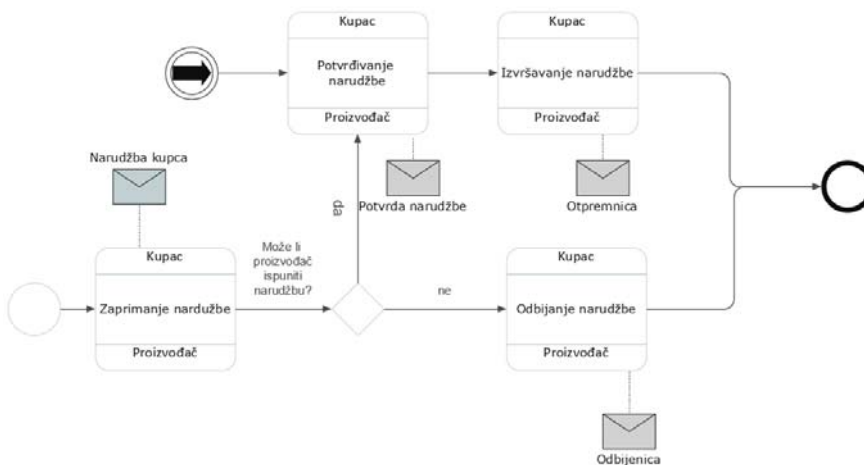 Kupac
Potvrđivanje
narudžbe
Proizvođač
Kupac
Izvršavanje narudžbe
Proizvođač
Narudžba kupca
Potvrda narudžbe
Otpremnica
da
Kupac
Zaprimanje nardužbe
Proizvođač
Može li
proizvođač
ispuniti
narudžbu?
ne
Kupac
Odbijanje narudžbe
Proizvođač
Odbijenica